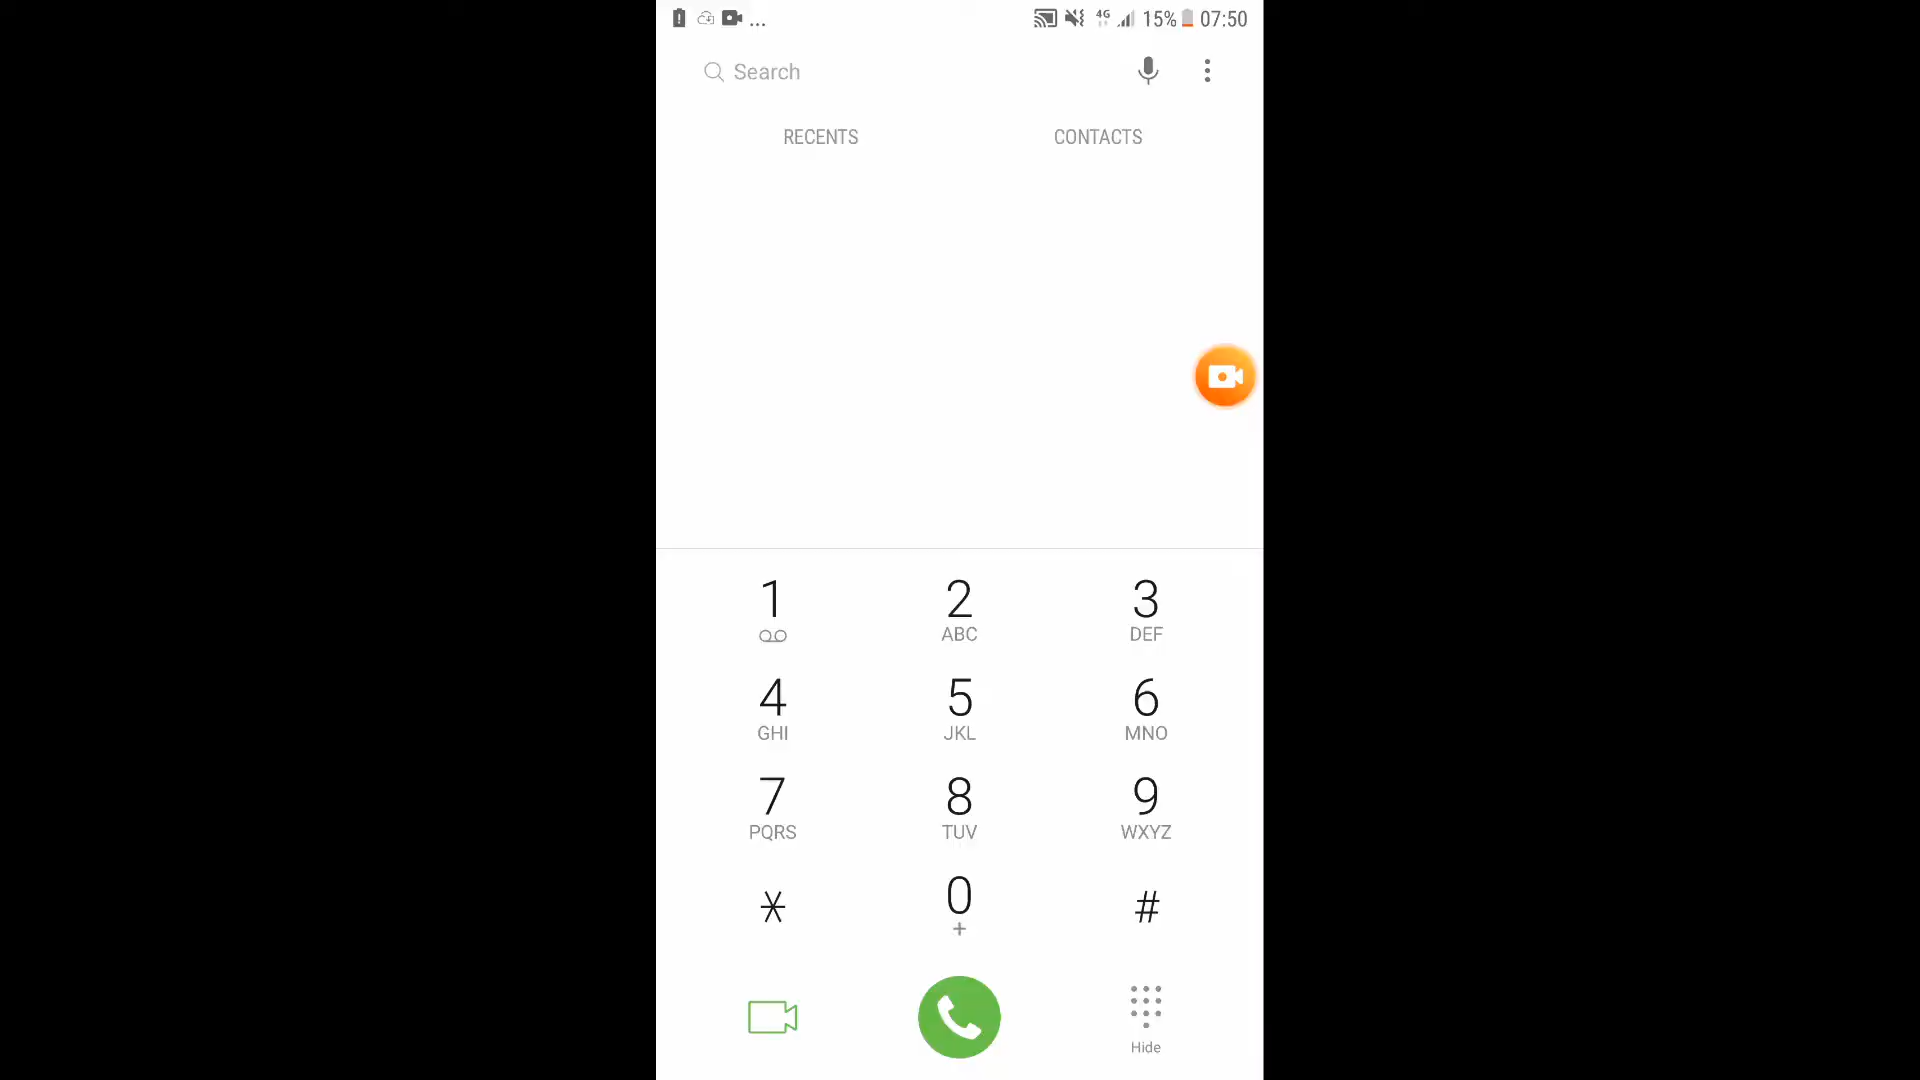 ... 4G 15% 07:50
Search
RECENTS CONTACTS
1 2 3
ABC DEF
4 5 6
GHI JKL MNO
7 8 9
PQRS TUV WXYZ
* 0 #
+
Hide